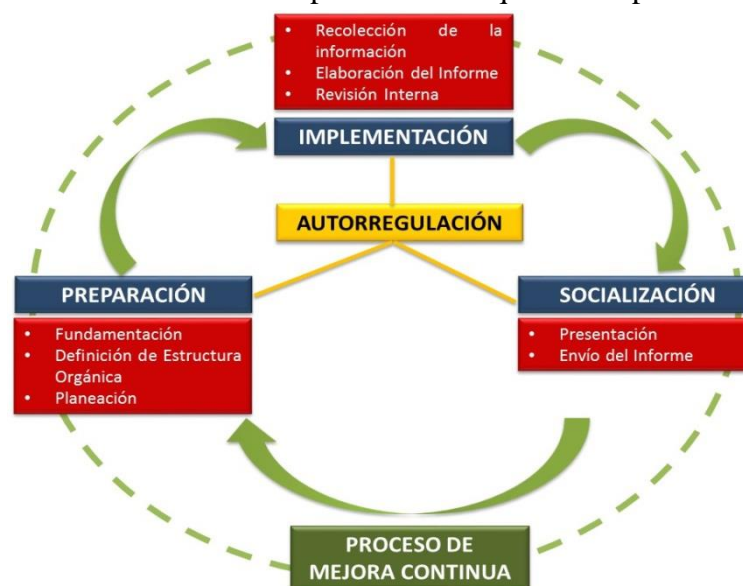 • Recolección de la
información
• Elaboración del Informe
• Revisión Interna
IMPLEMENTACIÓN
AUTORREGULACIÓN
PREPARACIÓN
• Fundamentación
• Definición de Estructura
Orgánica
• Planeación
SOCIALIZACIÓN
• Presentación
• Envío del Informe
PROCESO DE
MEJORA CONTINUA